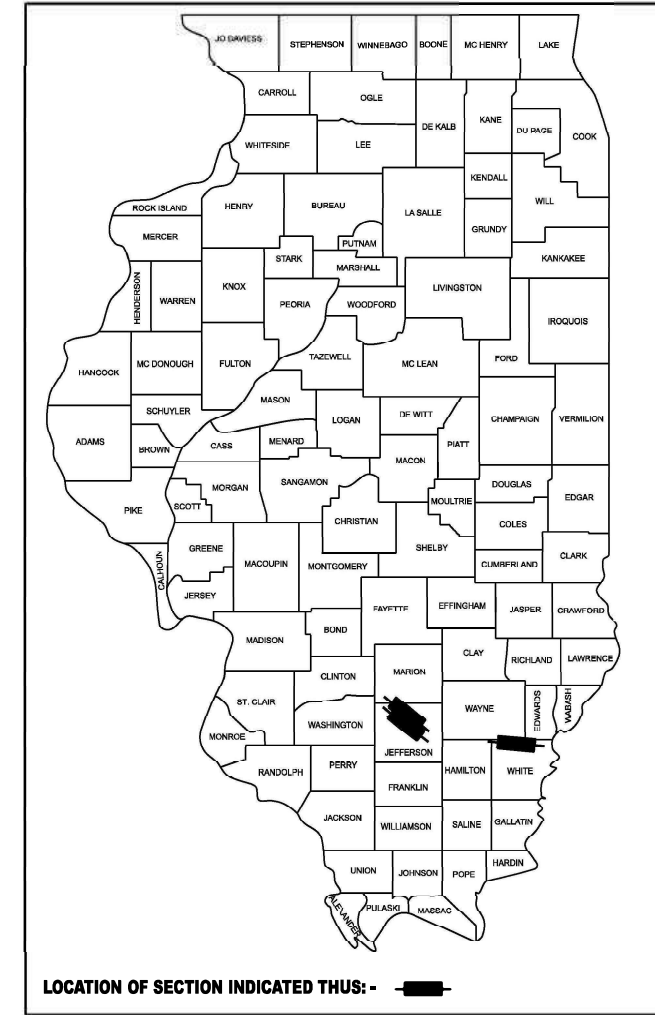 JO DAVIESS
STEPHENSON
WINNEBAGO
BOONE
MC HENRY
LAKE
CARROLL
OGLE
DE KALB
KANE
DU PAGE
COOK
WHITESIDE
LEE
KENDALL
WILL
ROCK ISLAND
HENRY
BUREAU
LA SALLE
GRUNDY
MERCER
PUTNAM
STARK
MARSHALL
KANKAKEE
HENDERSON
WARREN
KNOX
PEORIA
WOODFORD
LIVINGSTON
IROQUOIS
HANCOCK
MC DONOUGH
FULTON
TAZEWELL
MC LEAN
FORD
MASON
SCHUYLER
LOGAN
DE WITT
CHAMPAIGN
VERMILION
ADAMS
BROWN
CASS
MENARD
PIATT
MACON
MORGAN
SANGAMON
DOUGLAS
EDGAR
PIKE
SCOTT
CHRISTIAN
MOULTRIE
COLES
GREENE
MACOUPIN
MONTGOMERY
SHELBY
CUMBERLAND
CLARK
CALHOUN
JERSEY
FAYETTE
EFFINGHAM
JASPER
CRAWFORD
MADISON
BOND
CLAY
RICHLAND
LAWRENCE
CLINTON
MARION
ST. CLAIR
WAYNE
EDWARDS
WABASH
MONROE
WASHINGTON
JEFFERSON
RANDOLPH
PERRY
HAMILTON
WHITE
FRANKLIN
JACKSON
WILLIAMSON
SALINE
GALLATIN
UNION
JOHNSON
POPE
HARDIN
ALEXANDER
PULASKI
MASSAC
LOCATION OF SECTION INDICATED THUS: -